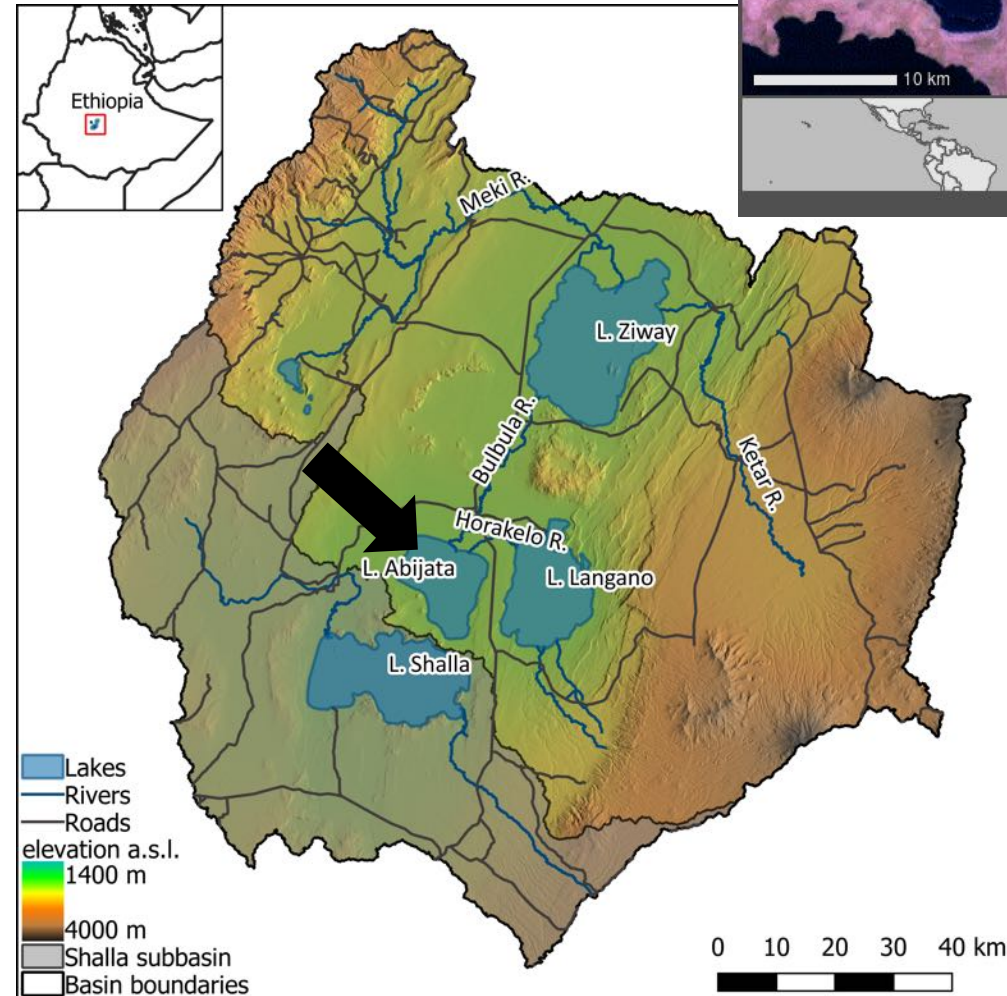 Ethiopia
10 km
Meki R.
L. Ziway
Bulbula R.
Ketar R.
Horakelo R.
L. Abijata
L. Langano
L. Shalla
Lakes
Rivers
Roads
elevation a.s.l.
1400 m
4000 m
Shalla subbasin
Basin boundaries
0 10 20 30 40 km